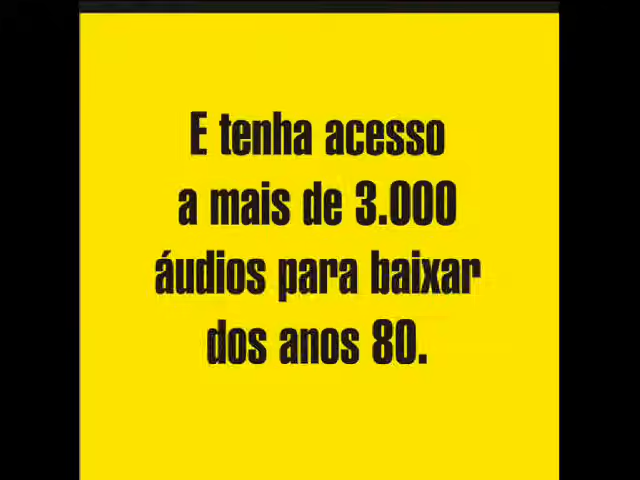 E tenha acesso
a mais de 3.000
áudios para baixar
dos anos 80.